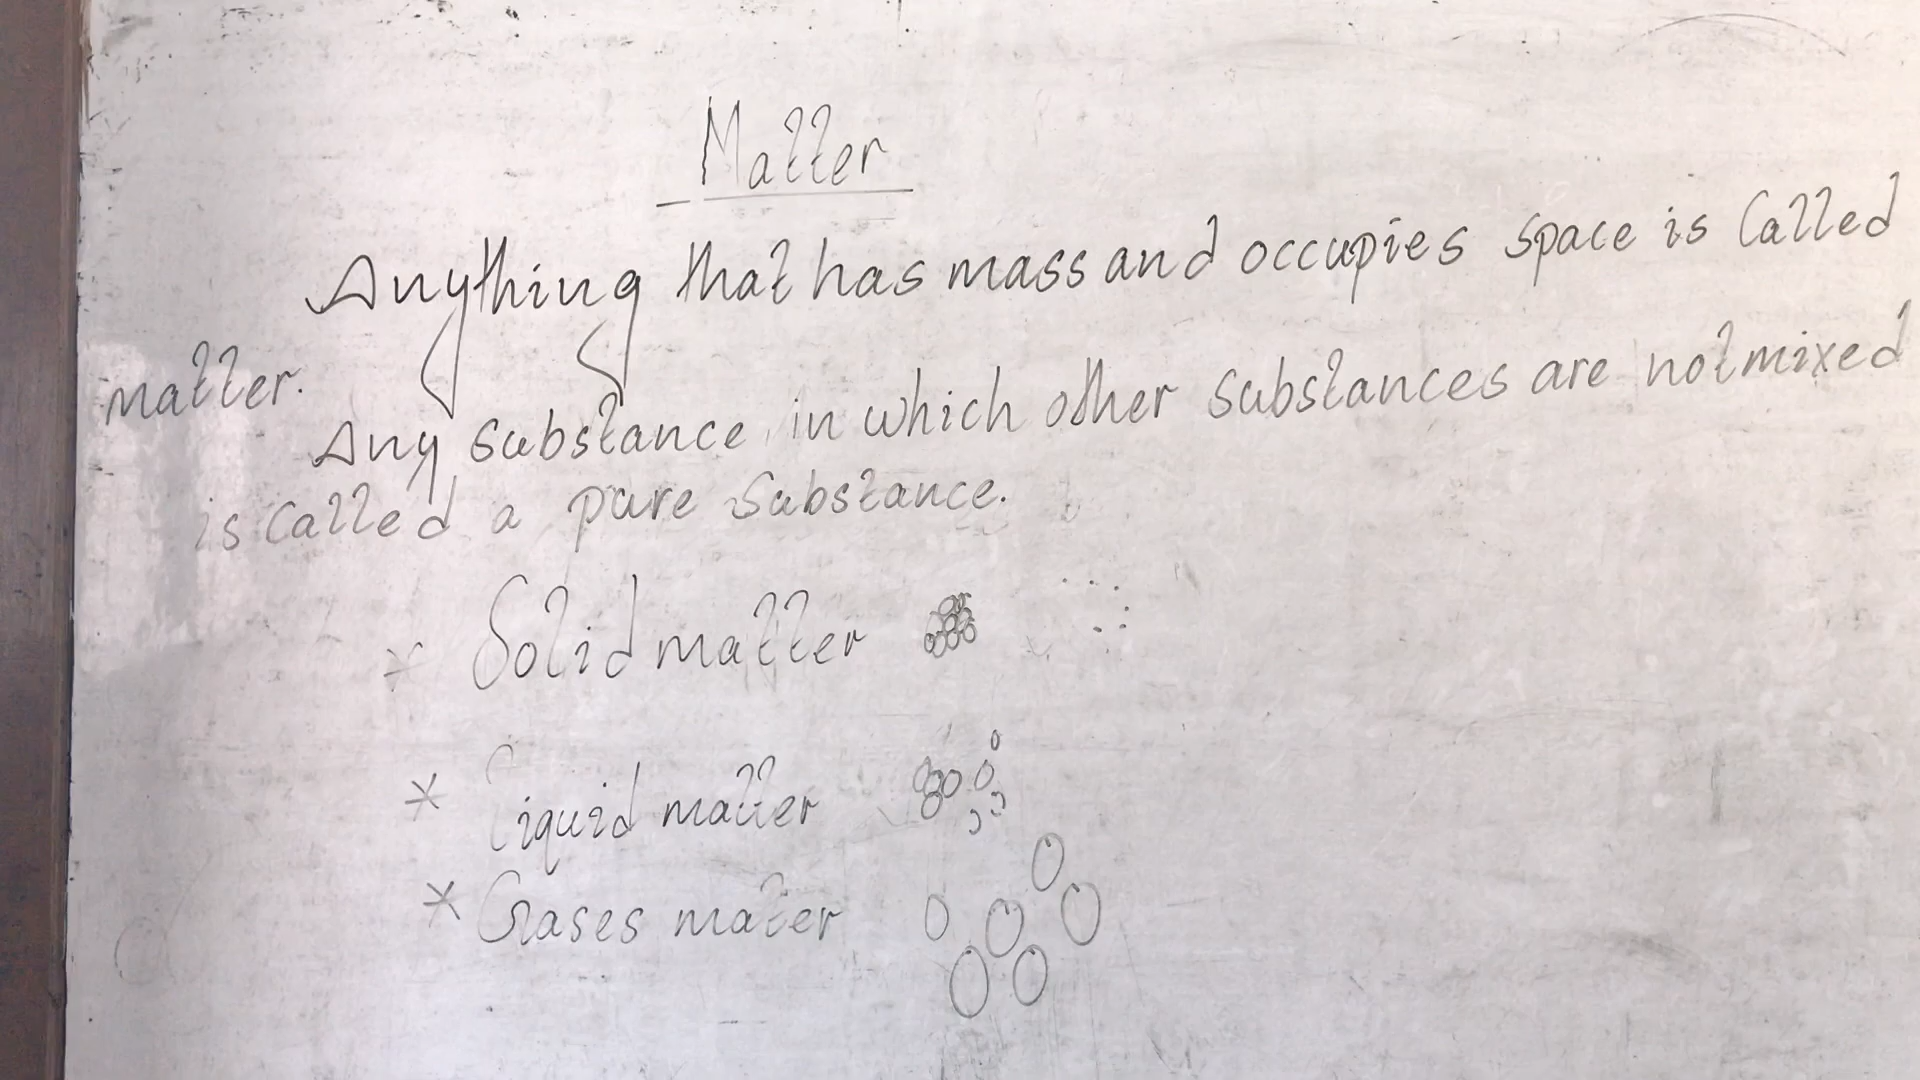 Matter
Anything that has mass and occupies space is Called
matter.
Any substance in which other substances are not mixed
is called a pure substance.
* Solid matter
* Liquid matter
* Gases mater